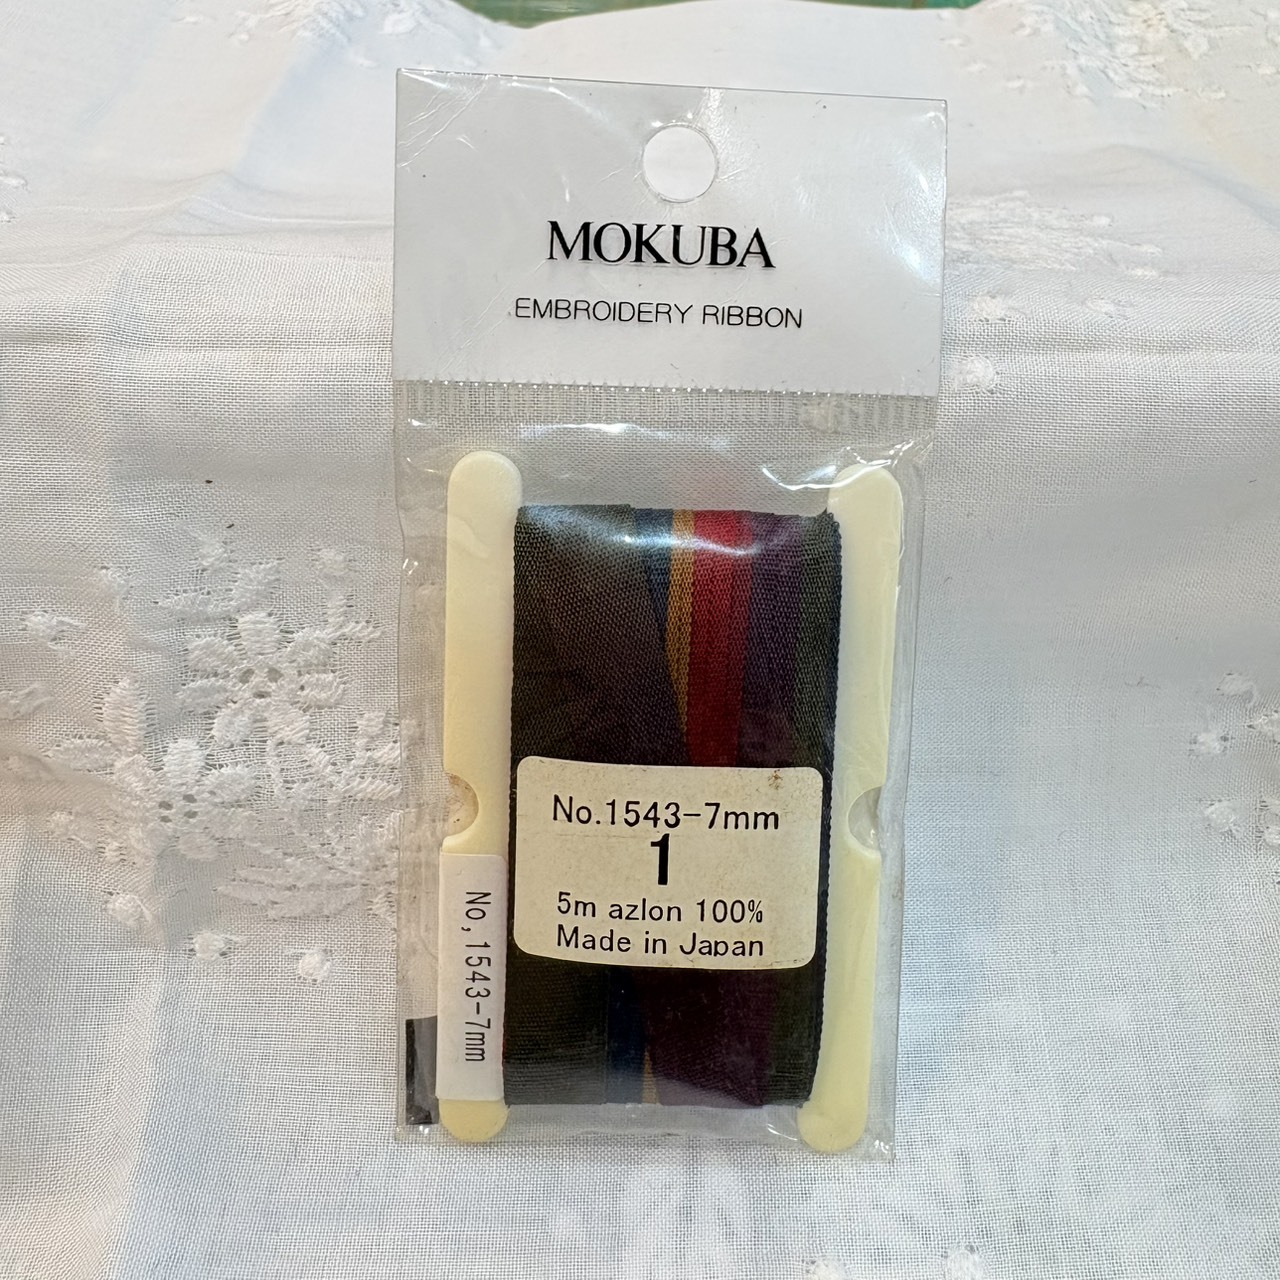 MOKUBA
EMBROIDERY RIBBON
No.1543-7mm
1
5m azlon 100%
Made in Japan
No,1543-7mm